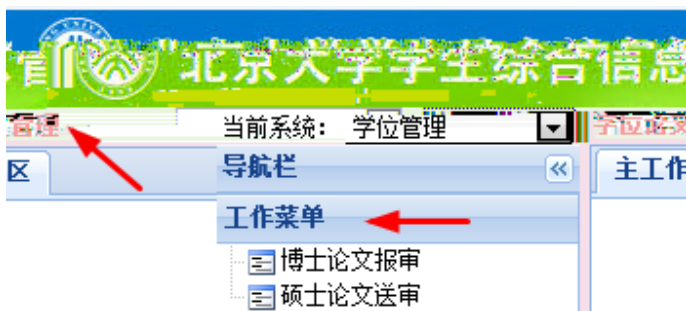 北京大学学生综合信息
管理
当前系统： 学位管理
区
导航栏
主工作
工作菜单
博士论文报审
硕士论文送审